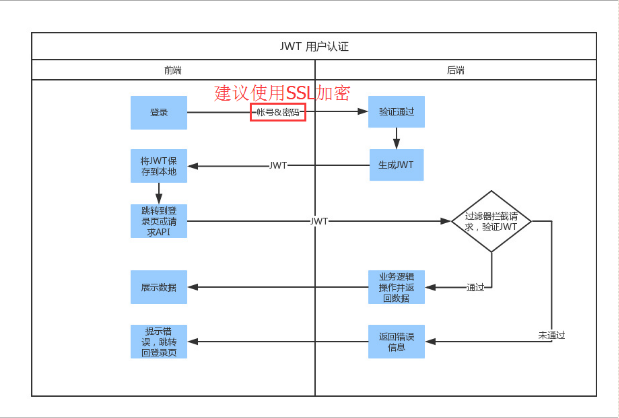 JWT 用户认证
前端
后端
建议使用SSL加密
登录
帐号&密码
验证通过
将JWT保
存到本地
JWT
生成JWT
跳转到登
录页或请
求API
JWT
过滤器拦截请
求，验证JWT
展示数据
业务逻辑
操作并返
回数据
通过
提示错
误，跳转
回登录页
返回错误
信息
未通过